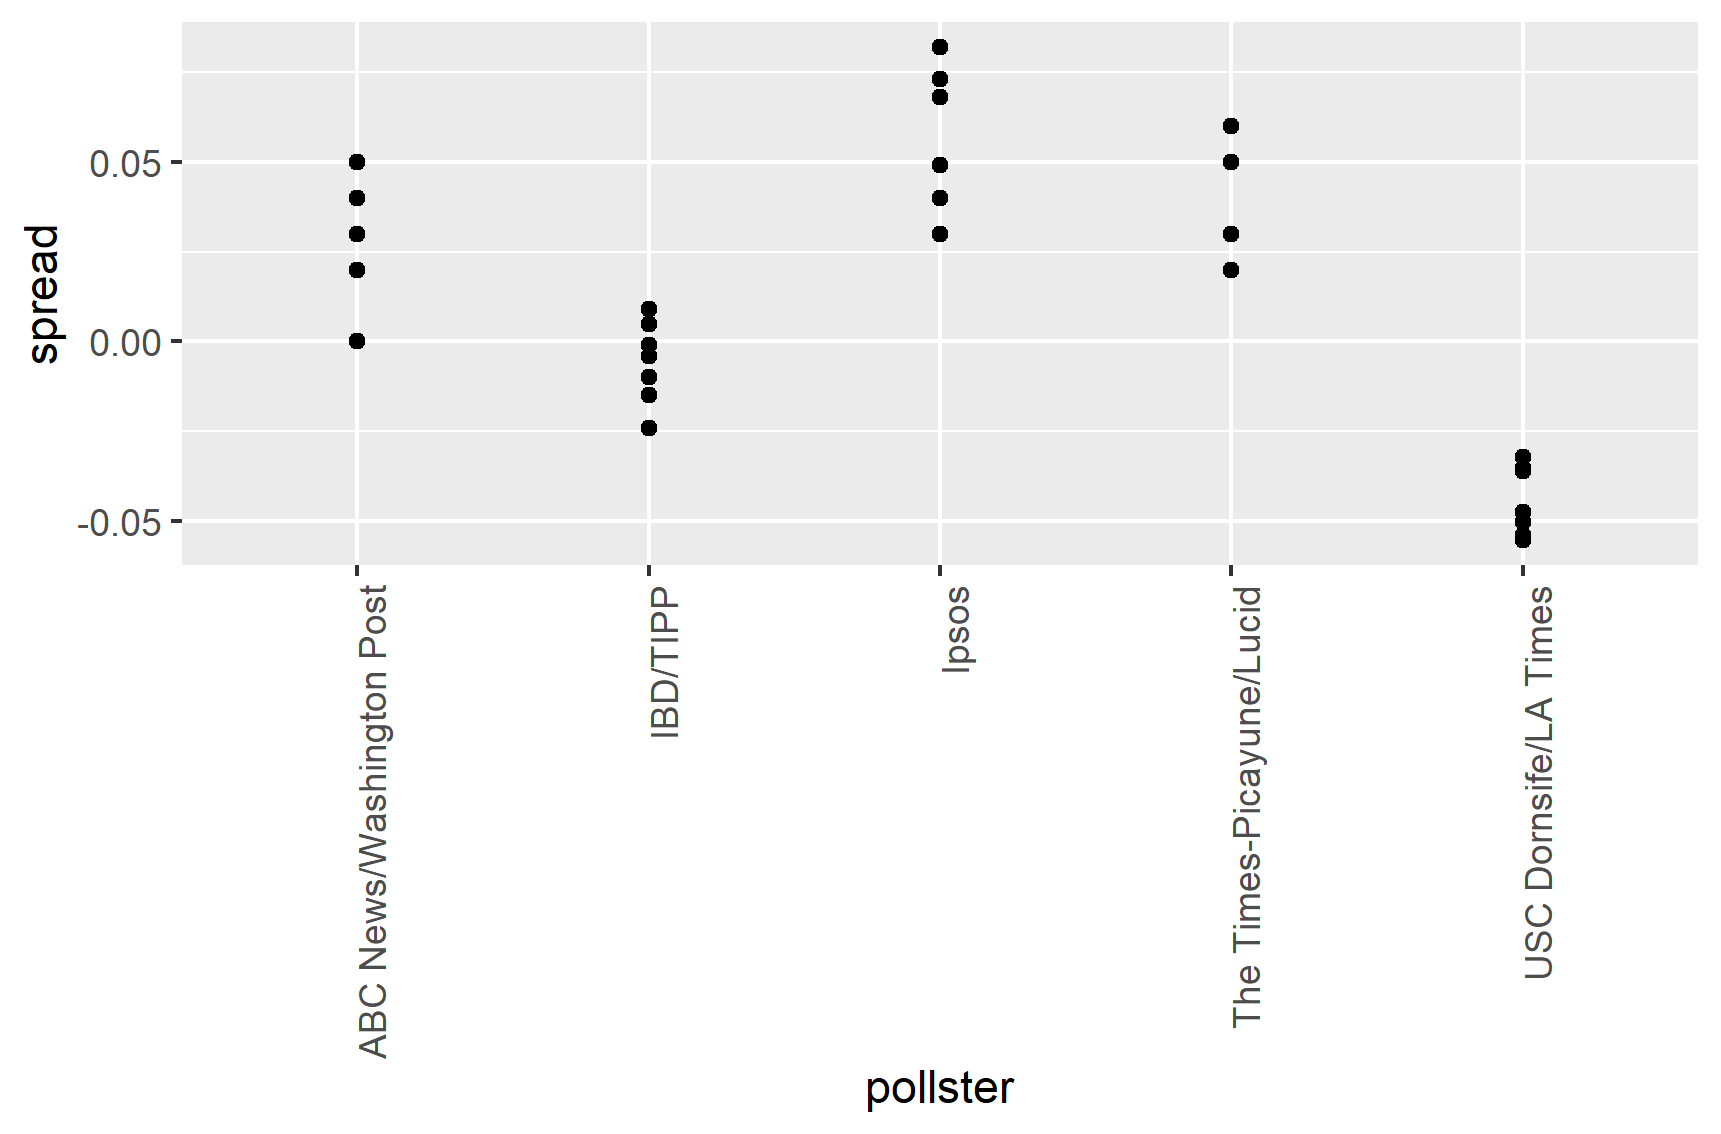 spread
0.05
0.00
-0.05
ABC News/Washington Post
IBD/TIPP
Ipsos
The Times-Picayune/Lucid
USC Dornsife/LA Times
pollster